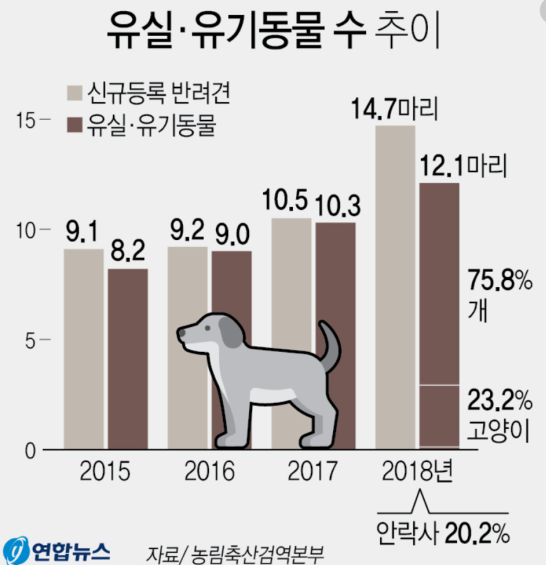 유실·유기동물 수 추이
신규등록 반려견
유실·유기동물
15
10
5
0
9.1
8.2
9.2
9.0
10.5
10.3
14.7마리
12.1마리
75.8%
개
23.2%
고양이
2015
2016
2017
2018년
안락사 20.2%
연합뉴스
자료/ 농림축산검역본부